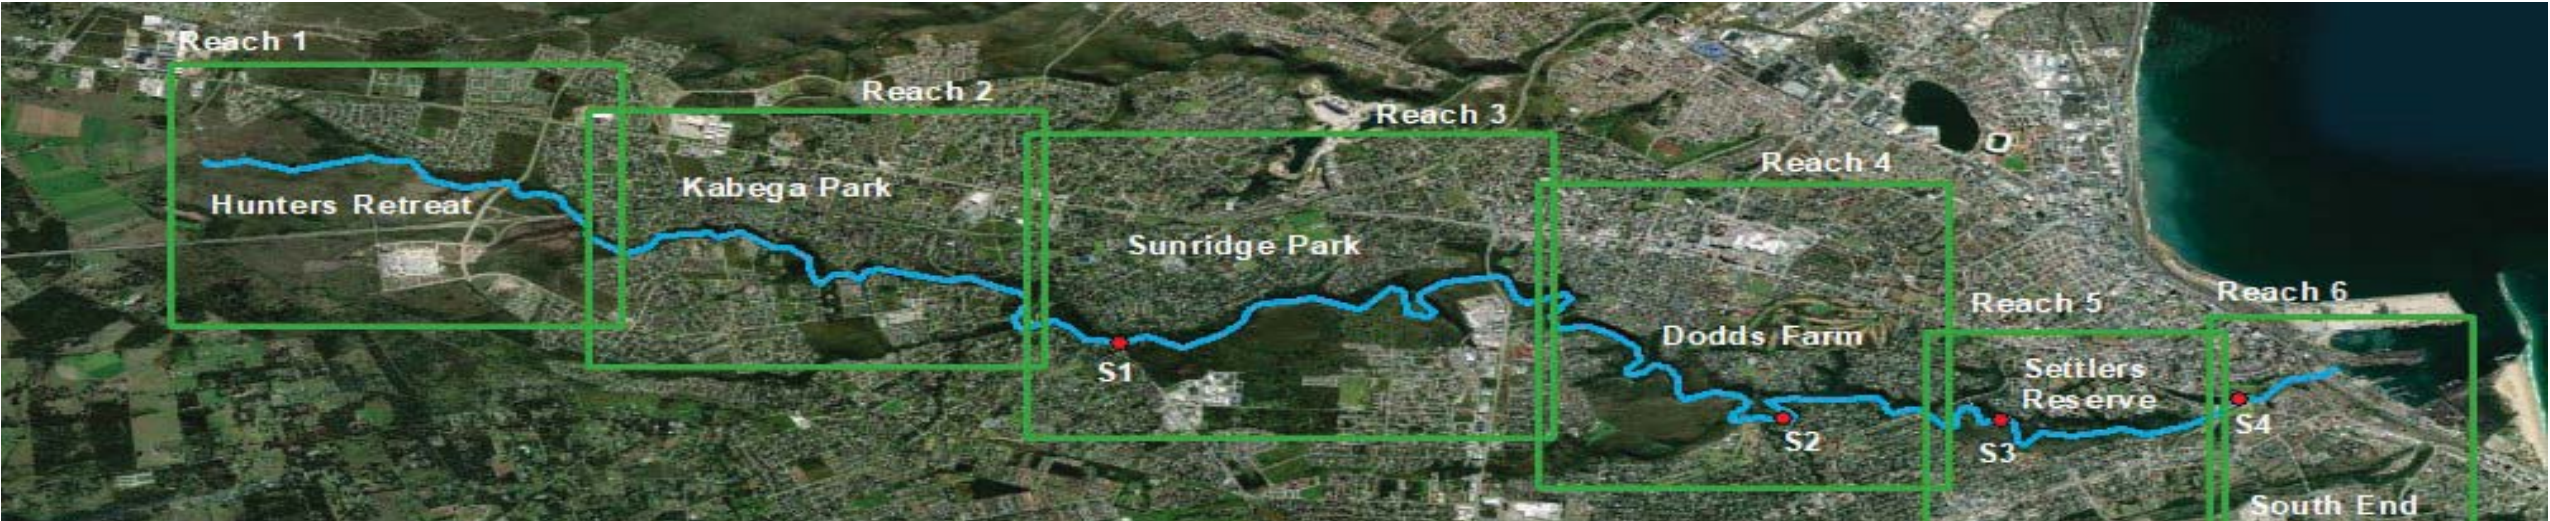 Reach 1
Reach 2
Reach 3
Reach 4
Reach 5
Reach 6
Hunters Retreat
Kabega Park
Sunridge Park
Dodds Farm
Settlers
Reserve
South End
S1
S2
S3
S4